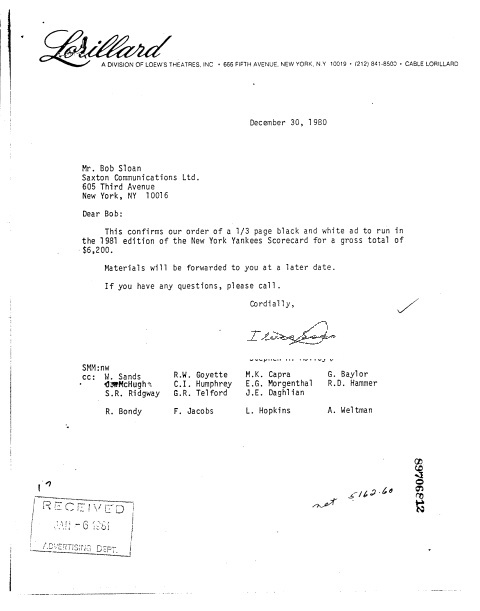 Lorillard
A DIVISION OF LOEW'S THEATRES, INC • 666 FIFTH AVENUE, NEW YORK, N.Y. 10019 • (212) 841-8500 • CABLE LORILLARD
December 30, 1980
Mr. Bob Sloan
Saxton Communications Ltd.
605 Third Avenue
New York, NY 10016
Dear Bob:
This confirms our order of a 1/3 page black and white ad to run in
the 1981 edition of the New York Yankees Scorecard for a gross total of
$6,200.
Materials will be forwarded to you at a later date.
If you have any questions, please call.
Cordially,
SMM:nw
cc: W. Sands R.W. Goyette M.K. Capra G. Baylor
McHugh C.I. Humphrey E.G. Morgenthal R.D. Hammer
S.R. Ridgway G.R. Telford J.E. Daghlian
R. Bondy F. Jacobs L. Hopkins A. Weltman
net 5162.60
RECEIVED
JAN - 6 1981
ADVERTISING DEPT.
89706812